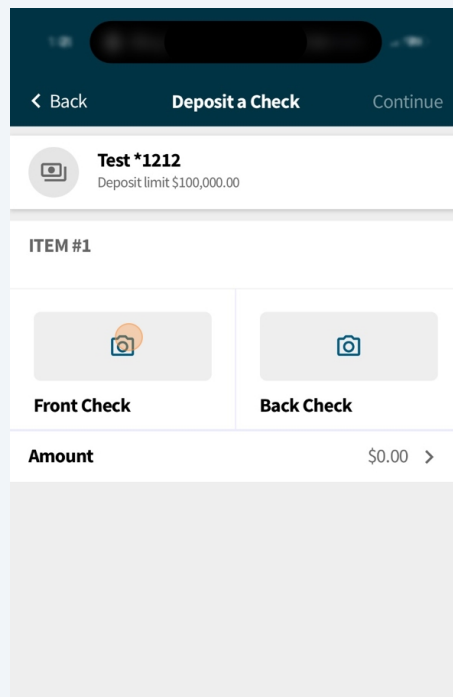 Back Deposit a Check Continue
Test *1212
Deposit limit $100,000.00
ITEM #1
Front Check Back Check
Amount $0.00